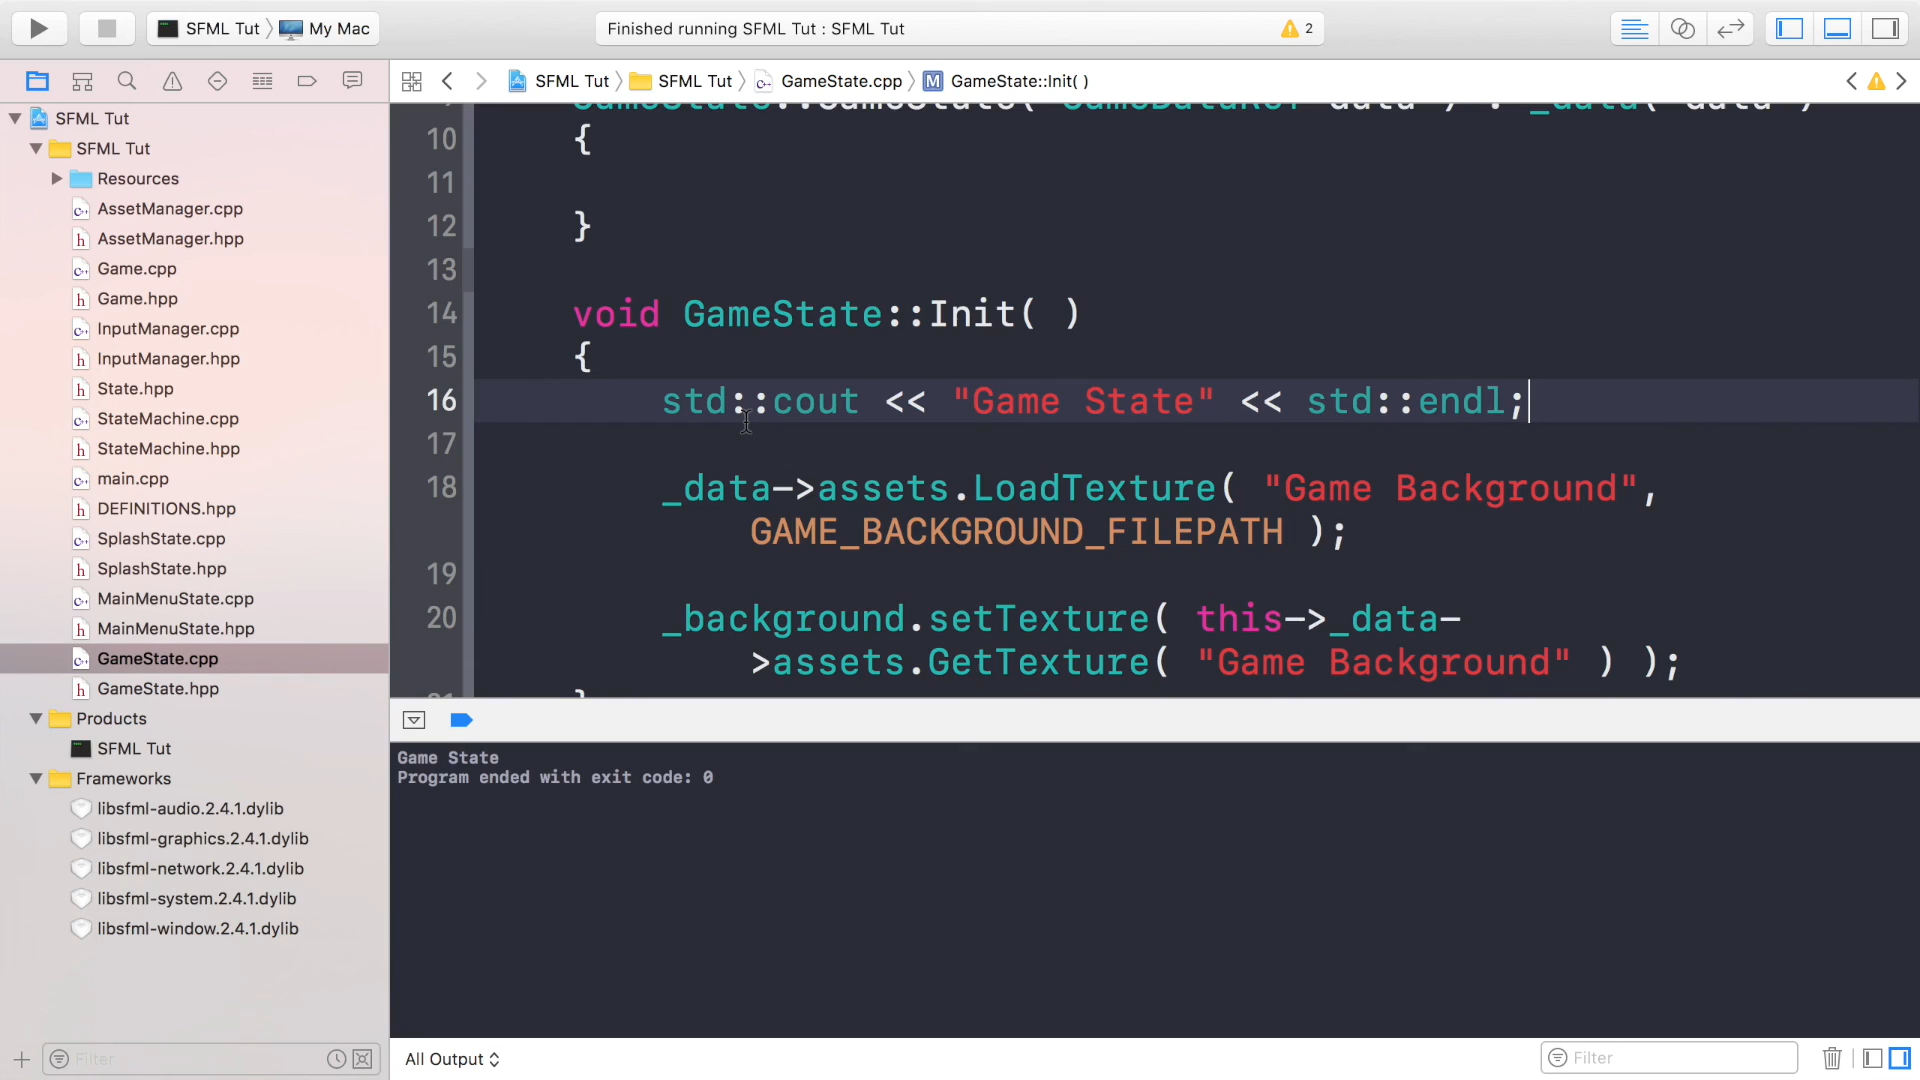 SFML Tut
My Mac
Finished running SFML Tut : SFML Tut
2
SFML Tut
SFML Tut
GameState.cpp
M
GameState::Init( )
SFML Tut
SFML Tut
Resources
AssetManager.cpp
AssetManager.hpp
Game.cpp
Game.hpp
InputManager.cpp
InputManager.hpp
State.hpp
StateMachine.cpp
StateMachine.hpp
main.cpp
DEFINITIONS.hpp
SplashState.cpp
SplashState.hpp
MainMenuState.cpp
MainMenuState.hpp
GameState.cpp
GameState.hpp
Products
SFML Tut
Frameworks
libsfml-audio.2.4.1.dylib
libsfml-graphics.2.4.1.dylib
libsfml-network.2.4.1.dylib
libsfml-system.2.4.1.dylib
libsfml-window.2.4.1.dylib
Filter
GameState::GameState( GameDataRef data ) : _data( data )
10 {
11
12 }
13
14 void GameState::Init( )
15 {
16 std::cout << "Game State" << std::endl;
17
18 _data->assets.LoadTexture( "Game Background",
GAME_BACKGROUND_FILEPATH );
19
20 _background.setTexture( this->_data-
>assets.GetTexture( "Game Background" ) );
Game State
Program ended with exit code: 0
All Output
Filter